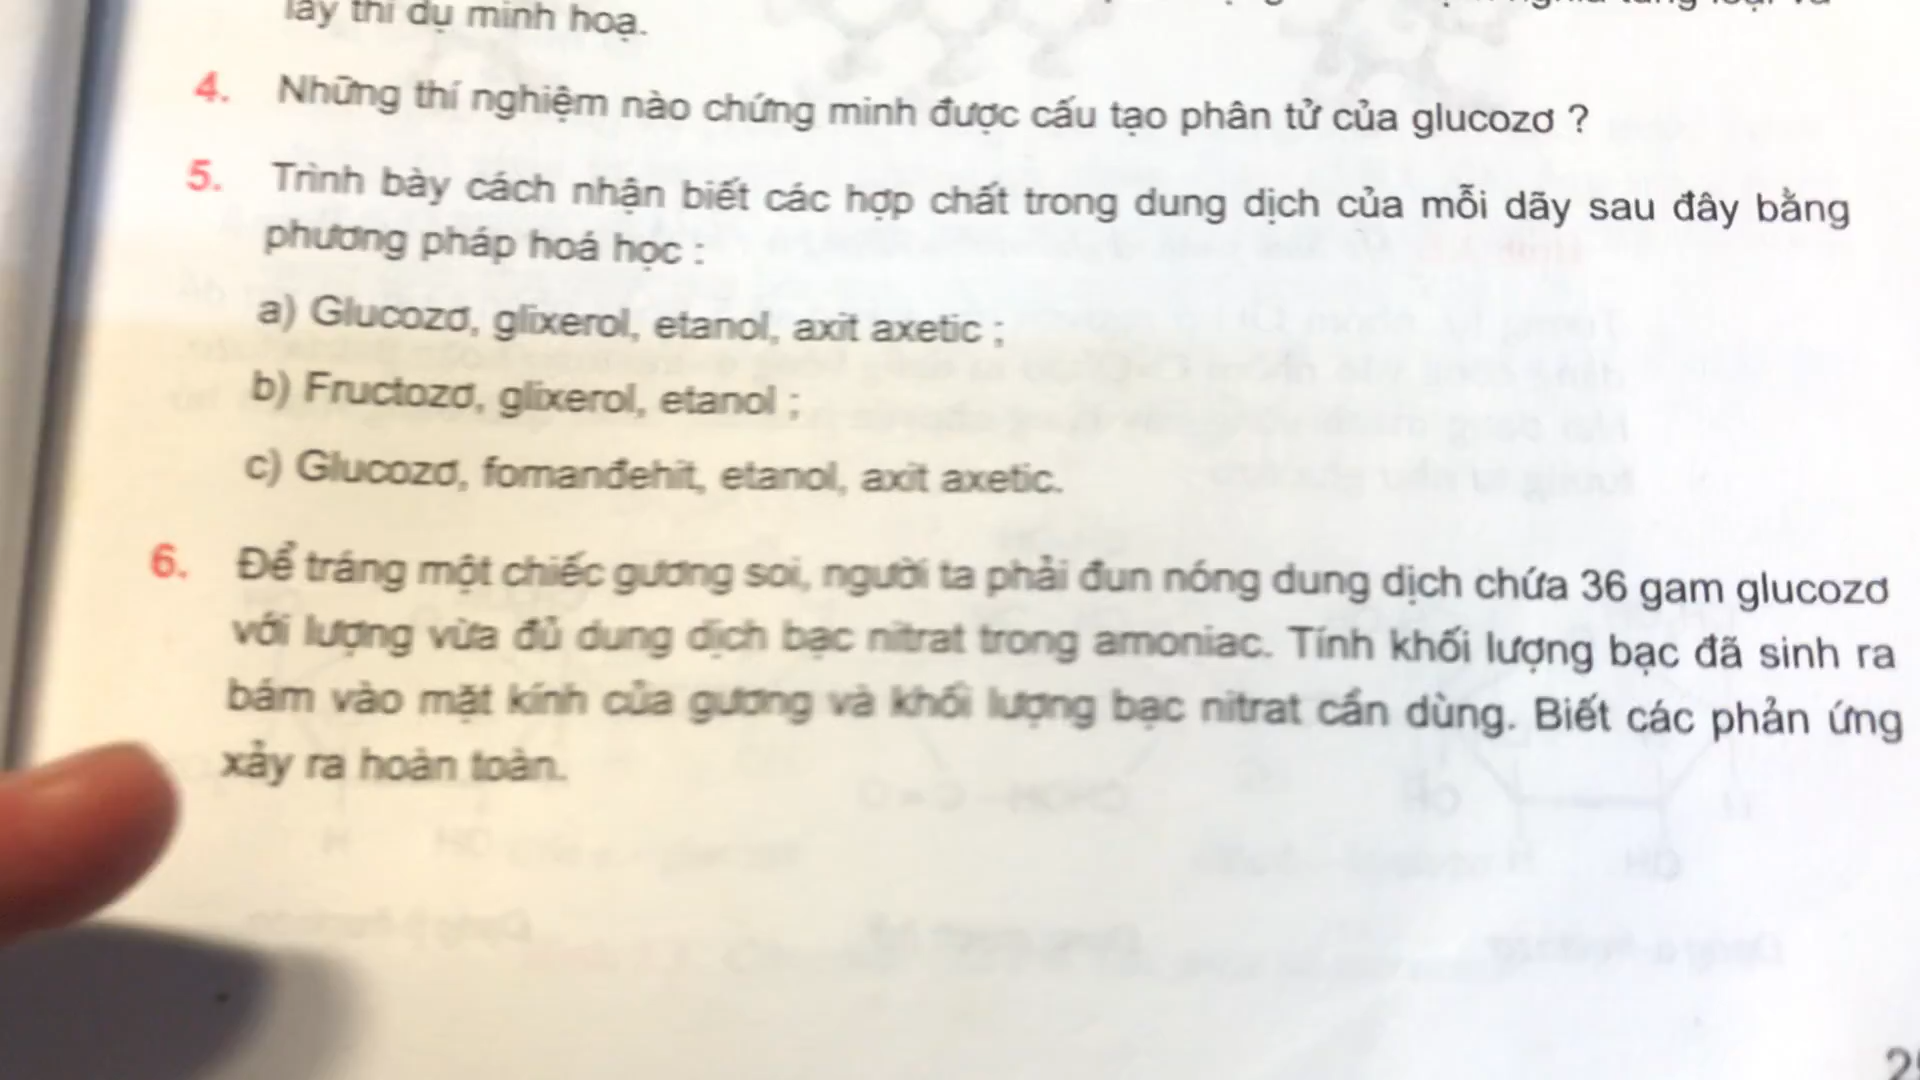 lấy thí dụ minh hoạ.
4. Những thí nghiệm nào chứng minh được cấu tạo phân tử của glucozơ ?
5. Trình bày cách nhận biết các hợp chất trong dung dịch của mỗi dãy sau đây bằng
phương pháp hoá học :
a) Glucozơ, glixerol, etanol, axit axetic ;
b) Fructozơ, glixerol, etanol ;
c) Glucozơ, fomanđehit, etanol, axit axetic.
6. Để tráng một chiếc gương soi, người ta phải đun nóng dung dịch chứa 36 gam glucozơ
với lượng vừa đủ dung dịch bạc nitrat trong amoniac. Tính khối lượng bạc đã sinh ra
bám vào mặt kính của gương và khối lượng bạc nitrat cần dùng. Biết các phản ứng
xảy ra hoàn toàn.